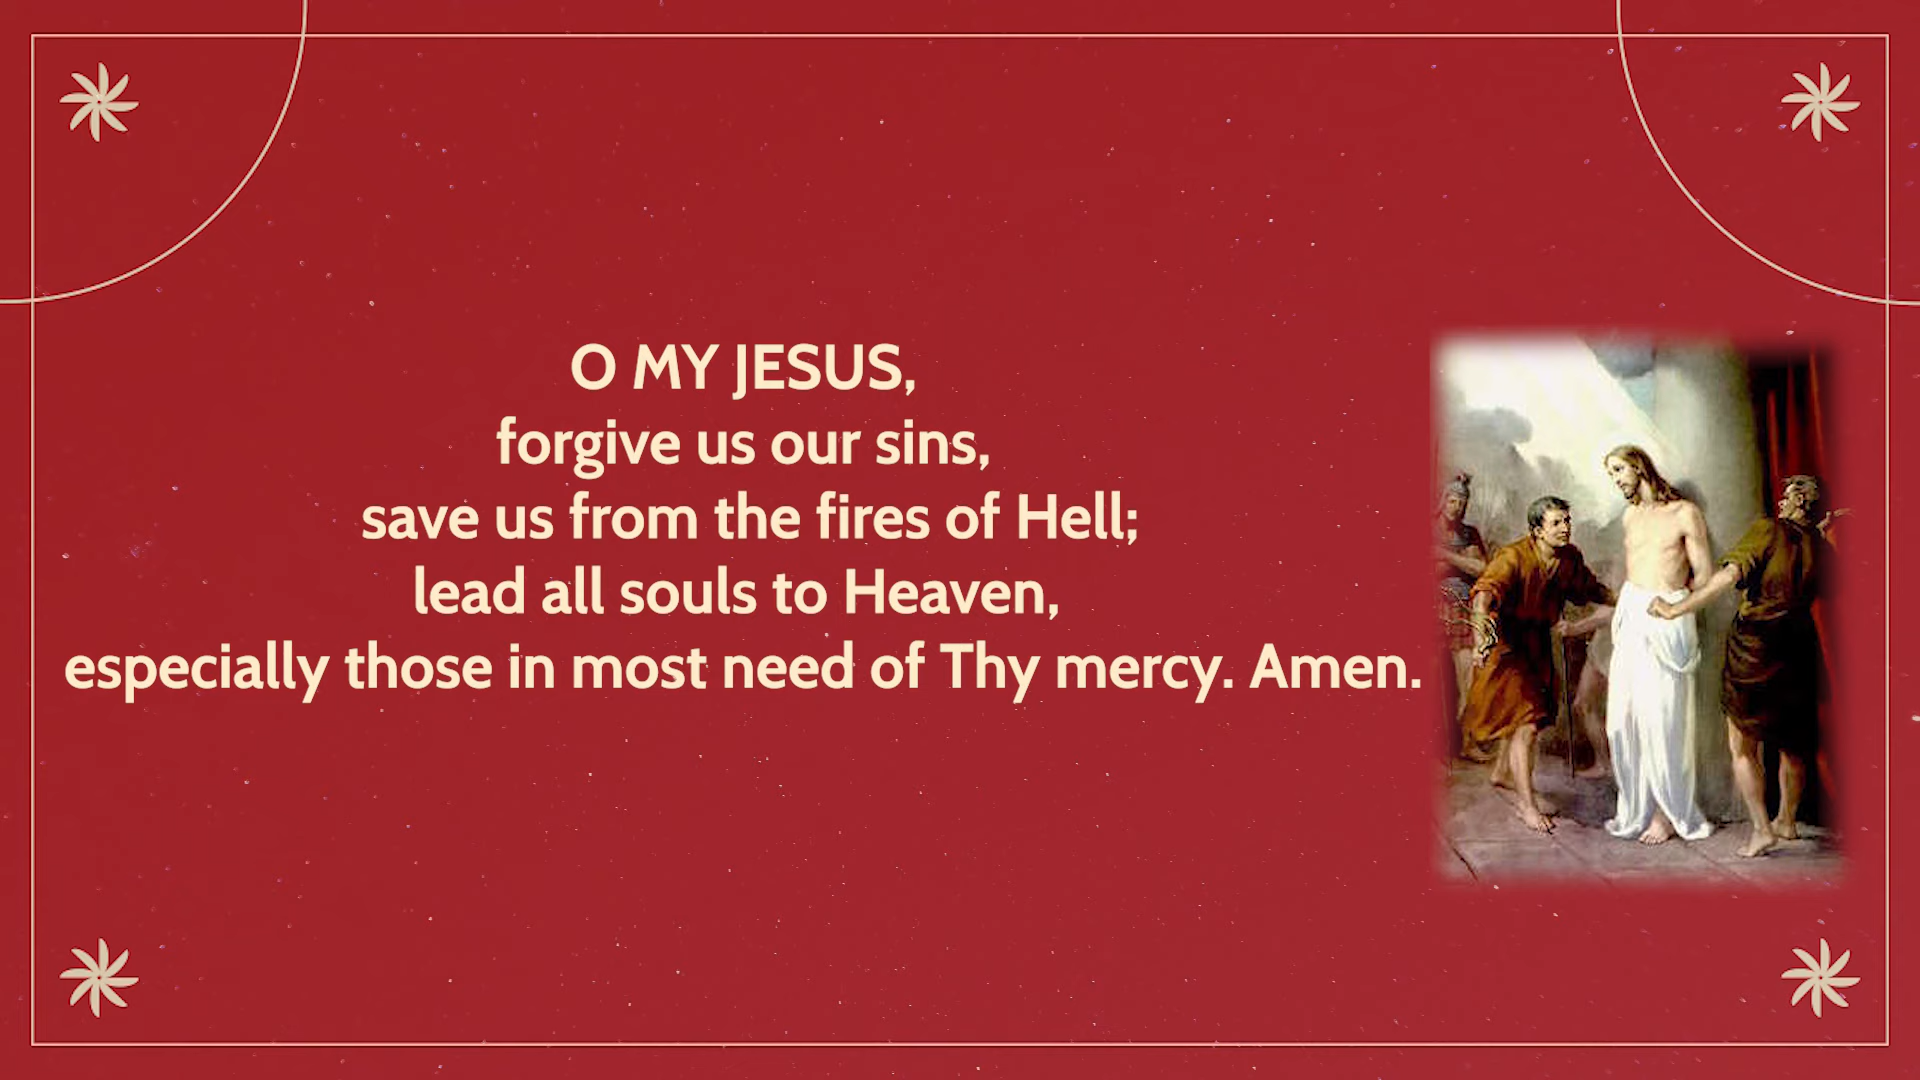 O MY JESUS,
forgive us our sins,
save us from the fires of Hell;
lead all souls to Heaven,
especially those in most need of Thy mercy. Amen.